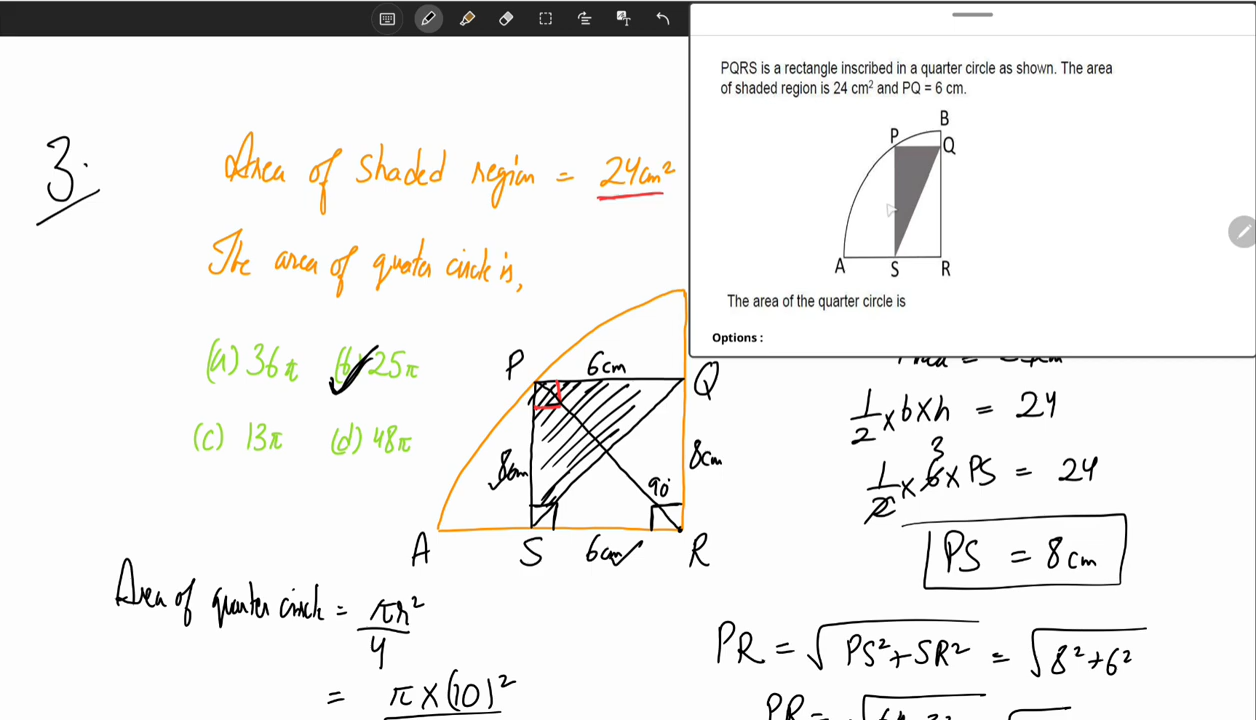 PQRS is a rectangle inscribed in a quarter circle as shown. The area
of shaded region is 24 cm² and PQ = 6 cm.
B
P
Q
A
S
R
The area of the quarter circle is
Options :
3.
Area of shaded region = 24cm²
The area of quater circle is,
(a) 36π (b) 25π
(c) 13π (d) 48π
P
6cm
Q
8cm
8cm
90
A
S
6cm
R
1/2 × b × h = 24
1/2 × 6 × PS = 24
3
PS = 8cm
Area of quarter circle = πr²/4
= π × (10)²
PR = √PS²+SR² = √8²+6²
PR =